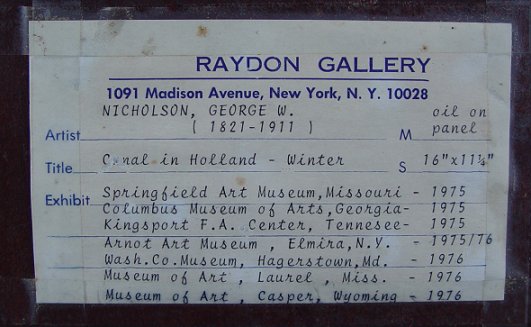 RAYDON GALLERY
1091 Madison Avenue, New York, N. Y. 10028
NICHOLSON, GEORGE W. oil on
Artist ( 1821-1911 ) M panel
Title Canal in Holland - Winter S 16"x11¼"
Exhibit Springfield Art Museum,Missouri - 1975
Columbus Museum of Arts,Georgia- 1975
Kingsport F.A. Center, Tennesee- 1975
Arnot Art Museum , Elmira,N.Y. - 1975/76
Wash.Co.Museum, Hagerstown,Md. - 1976
Museum of Art , Laurel , Miss. - 1976
Museum of Art , Casper, Wyoming - 1976